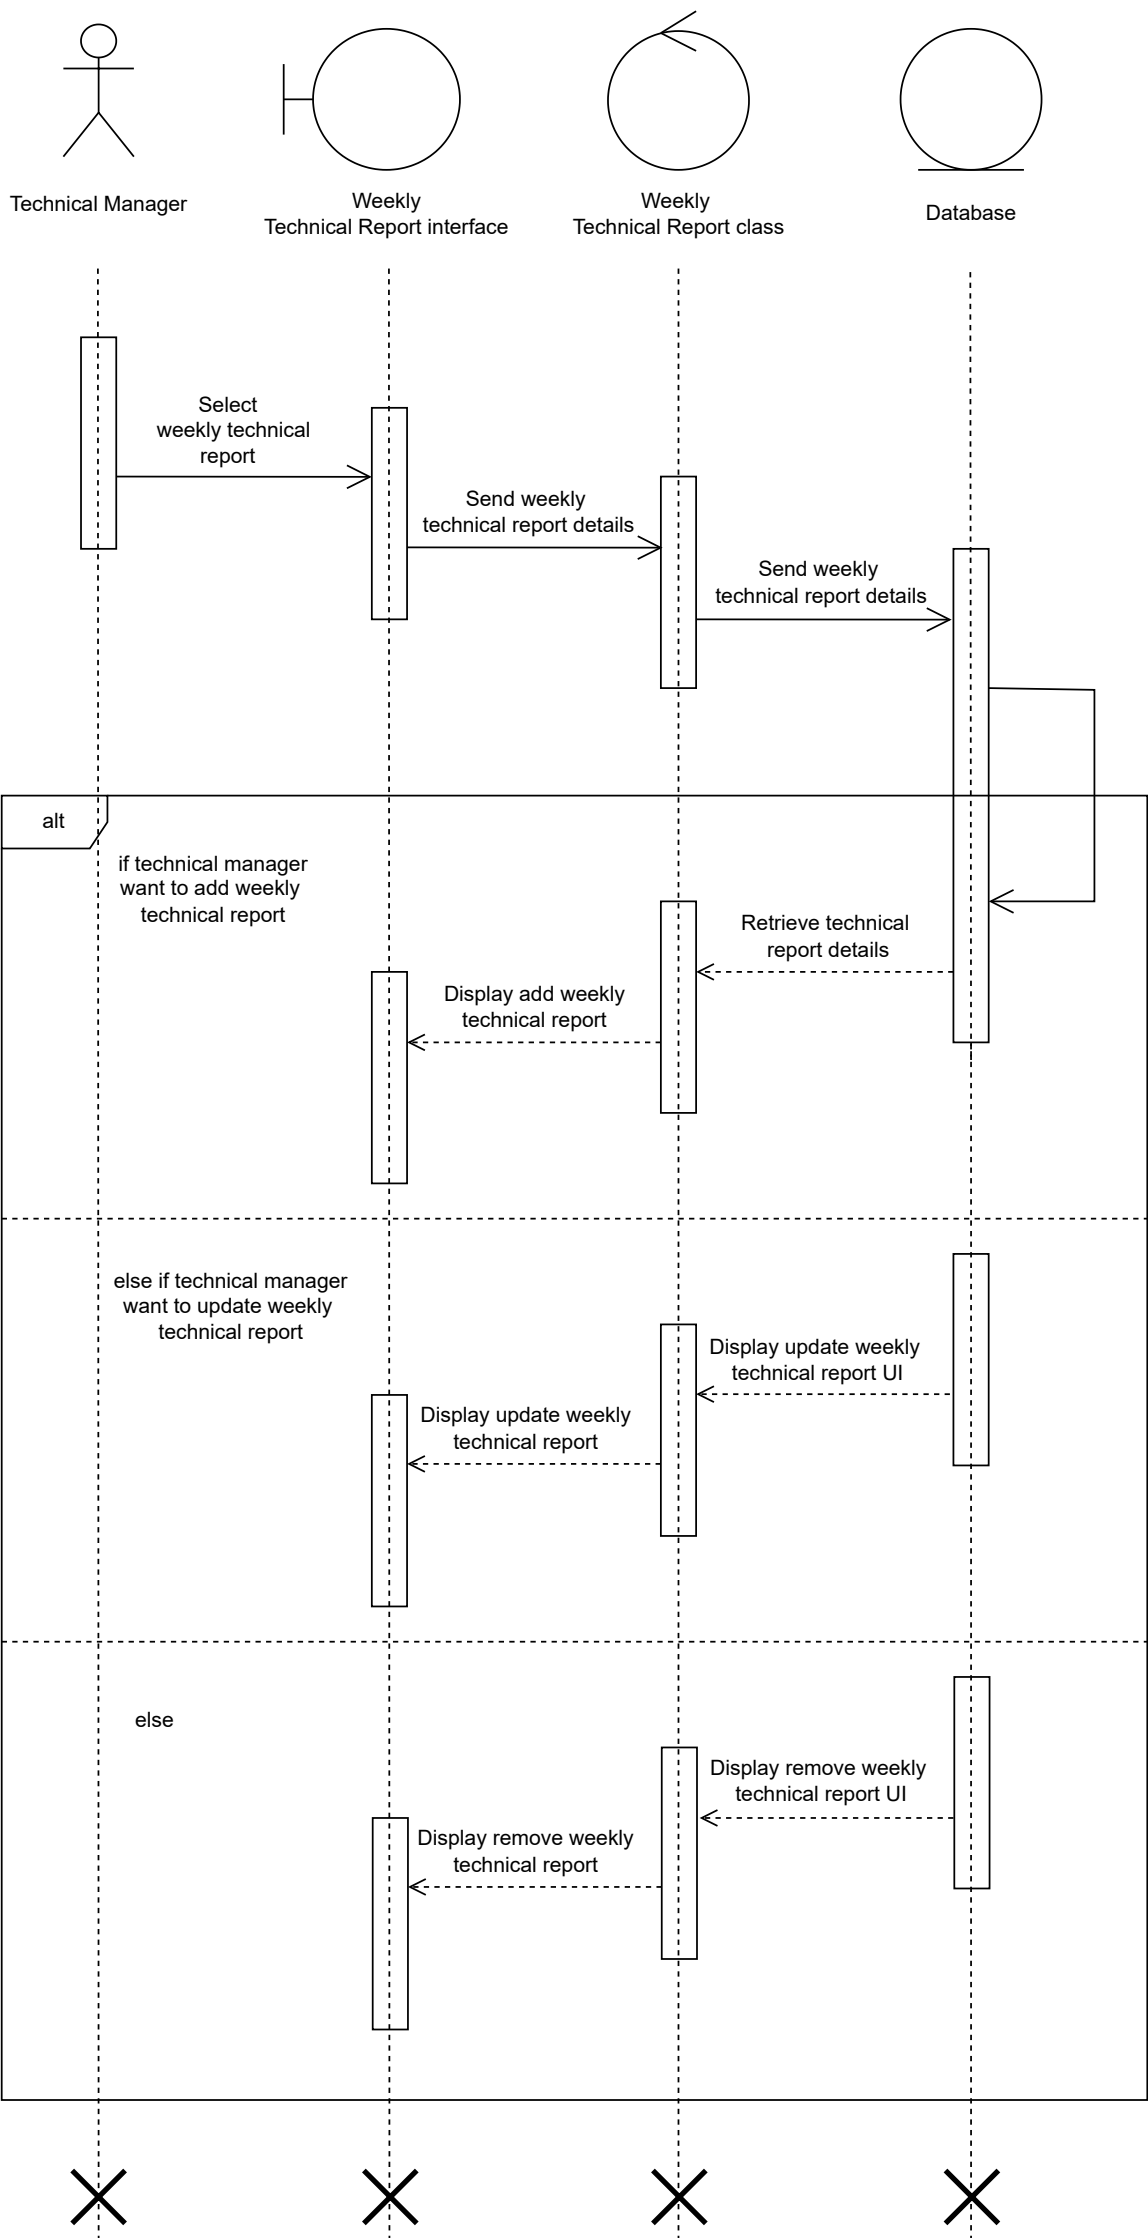 Technical Manager
Weekly
Technical Report interface
Weekly
Technical Report class
Database
Select
weekly technical
report
Send weekly
technical report details
Send weekly
technical report details
alt
if technical manager
want to add weekly
technical report
Retrieve technical
report details
Display add weekly
technical report
else if technical manager
want to update weekly
technical report
Display update weekly
technical report UI
Display update weekly
technical report
else
Display remove weekly
technical report UI
Display remove weekly
technical report